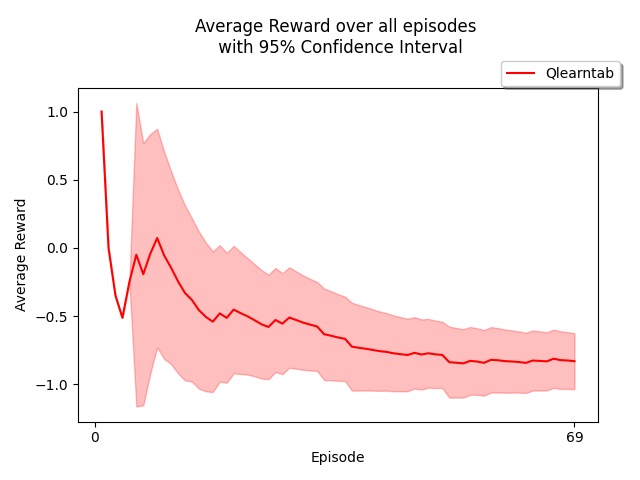 Average Reward over all episodes
with 95% Confidence Interval
Qlearntab
1.0
0.5
0.0
−0.5
−1.0
Average Reward
0
69
Episode